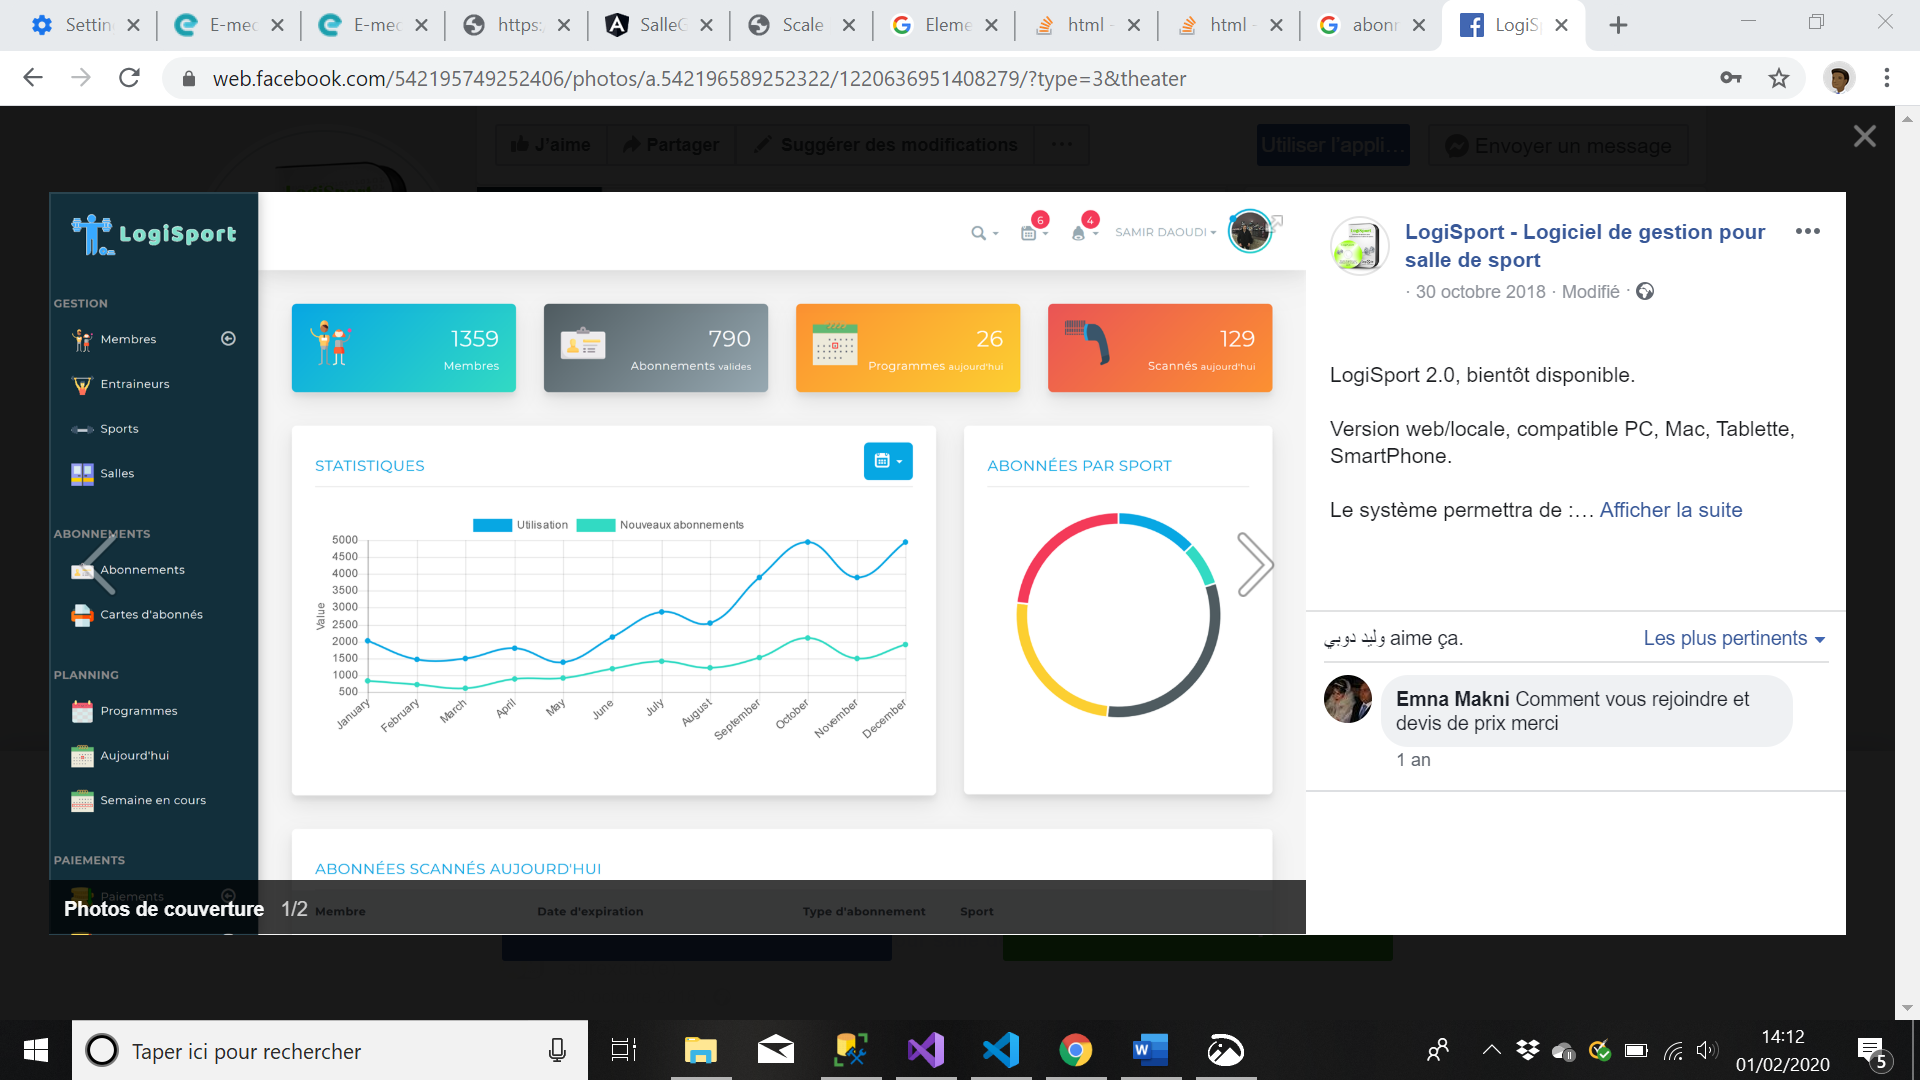 Settin
E-med
E-med
https:
SalleG
Scale
Eleme
html -
html -
abonn
LogiSp
web.facebook.com/542195749252406/photos/a.542196589252322/1220636951408279/?type=3&theater
J'aime
Partager
Suggérer des modifications
Utiliser l'appli...
Envoyer un message
LogiSport
GESTION
Membres
Entraineurs
Sports
Salles
ABONNEMENTS
Abonnements
Cartes d'abonnés
PLANNING
Programmes
Aujourd'hui
Semaine en cours
PAIEMENTS
Paiements
6
4
SAMIR DAOUDI
1359
Membres
790
Abonnements valides
26
Programmes aujourd'hui
129
Scannés aujourd'hui
STATISTIQUES
Utilisation
Nouveaux abonnements
Value
5000
4500
4000
3500
3000
2500
2000
1500
1000
500
January
February
March
April
May
June
July
August
September
October
November
December
ABONNÉES PAR SPORT
ABONNÉES SCANNÉS AUJOURD'HUI
Membre
Date d'expiration
Type d'abonnement
Sport
Photos de couverture 1/2
LogiSport - Logiciel de gestion pour
salle de sport
· 30 octobre 2018 · Modifié ·
LogiSport 2.0, bientôt disponible.
Version web/locale, compatible PC, Mac, Tablette,
SmartPhone.
Le système permettra de :… Afficher la suite
وليد دوبي aime ça.
Les plus pertinents
Emna Makni Comment vous rejoindre et
devis de prix merci
1 an
Taper ici pour rechercher
14:12
01/02/2020
5